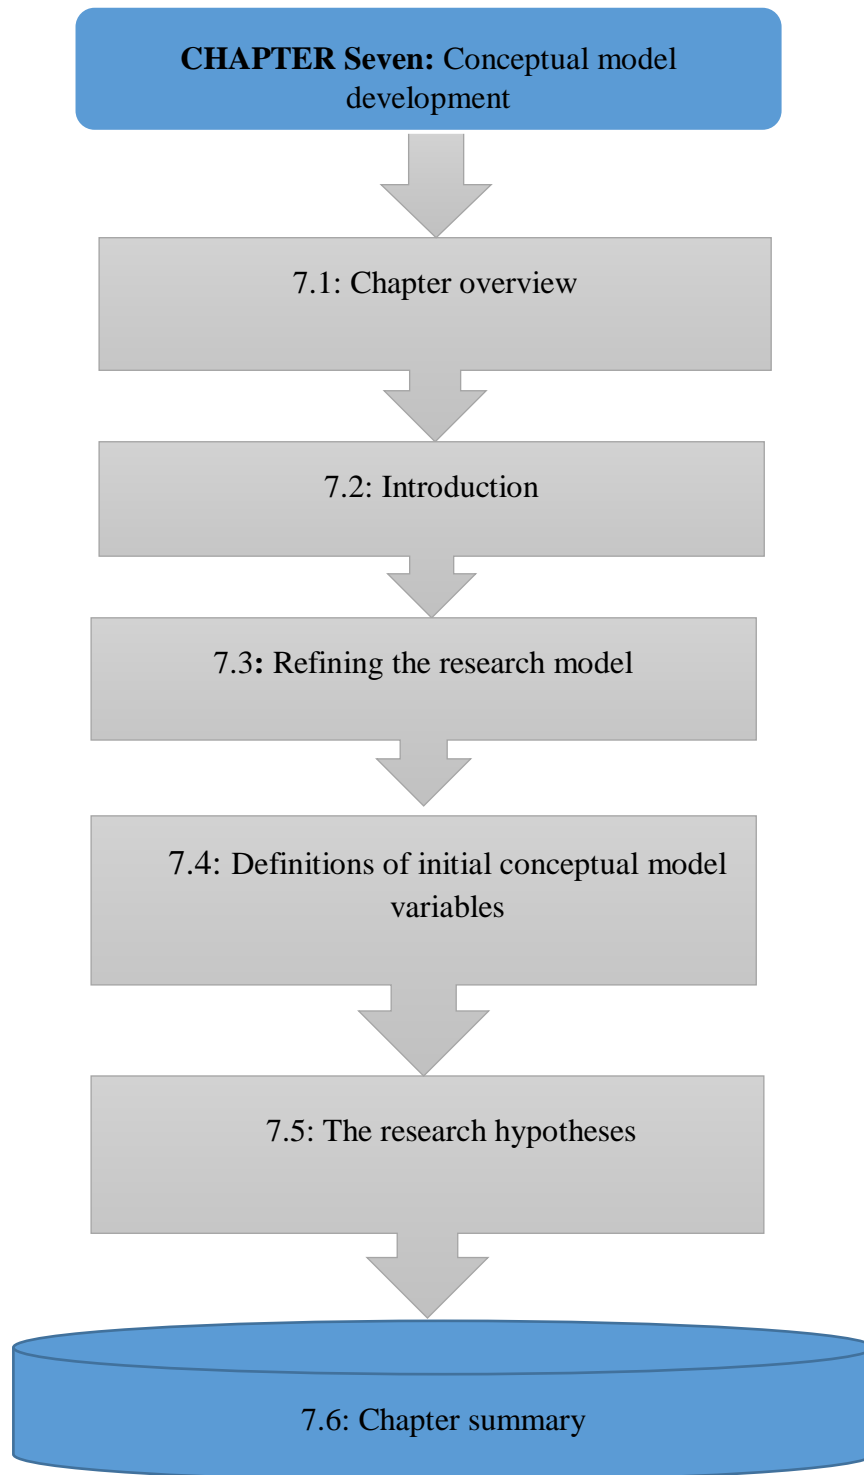 CHAPTER Seven: Conceptual model
development
7.1: Chapter overview
7.2: Introduction
7.3: Refining the research model
7.4: Definitions of initial conceptual model
variables
7.5: The research hypotheses
7.6: Chapter summary